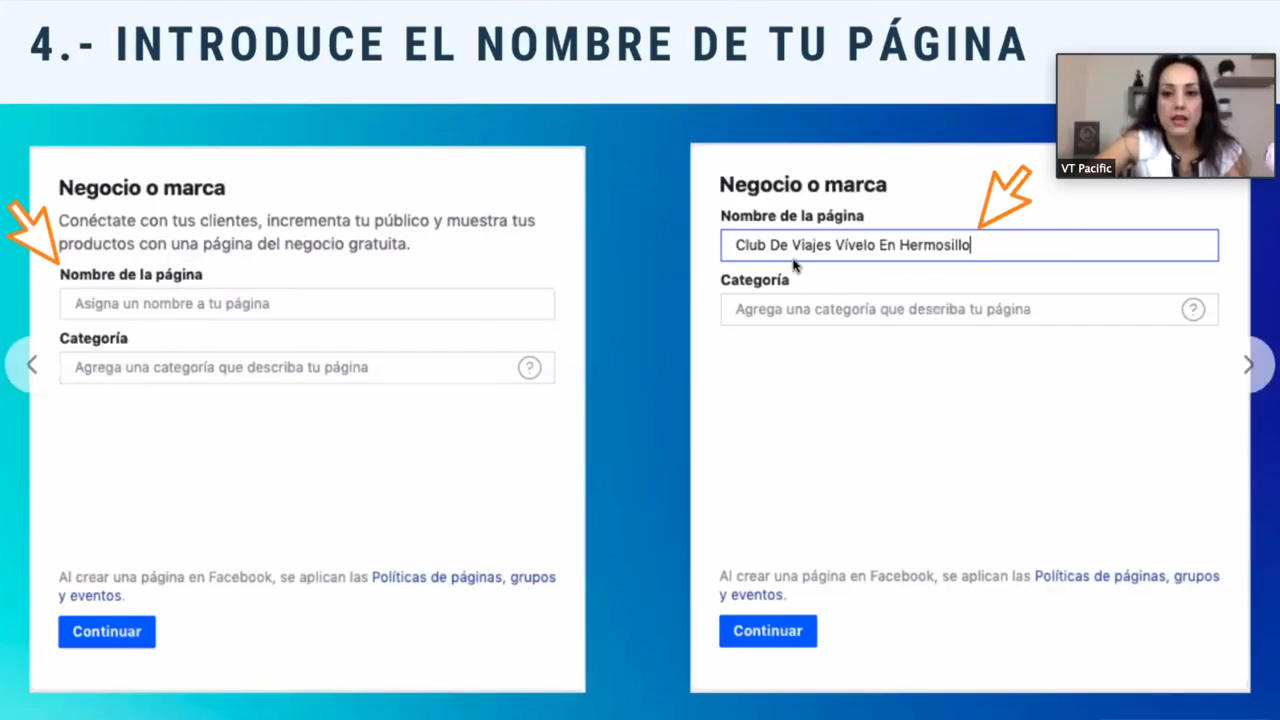 4.- INTRODUCE EL NOMBRE DE TU PÁGINA
VT Pacific
Negocio o marca
Conéctate con tus clientes, incrementa tu público y muestra tus
productos con una página del negocio gratuita.
Nombre de la página
Asigna un nombre a tu página
Categoría
Agrega una categoría que describa tu página
?
Al crear una página en Facebook, se aplican las Políticas de páginas, grupos
y eventos.
Continuar
Negocio o marca
Nombre de la página
Club De Viajes Vívelo En Hermosillo
Categoría
Agrega una categoría que describa tu página
?
Al crear una página en Facebook, se aplican las Políticas de páginas, grupos
y eventos.
Continuar